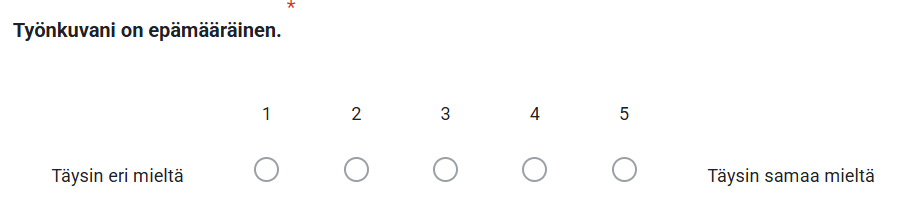 Työnkuvani on epämääräinen. *
1 2 3 4 5
Täysin eri mieltä Täysin samaa mieltä